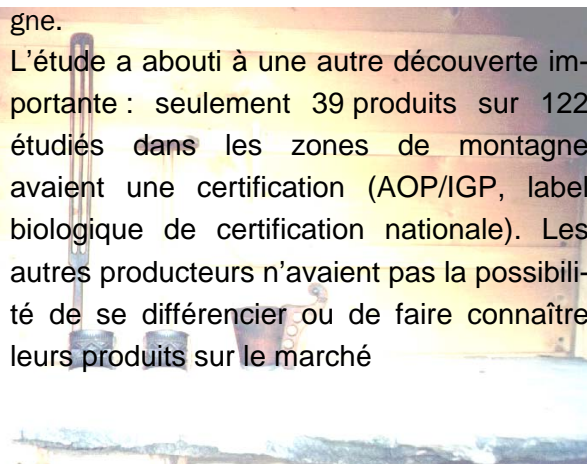 gne.
L’étude a abouti à une autre découverte im-
portante : seulement 39 produits sur 122
étudiés dans les zones de montagne
avaient une certification (AOP/IGP, label
biologique de certification nationale). Les
autres producteurs n’avaient pas la possibili-
té de se différencier ou de faire connaître
leurs produits sur le marché